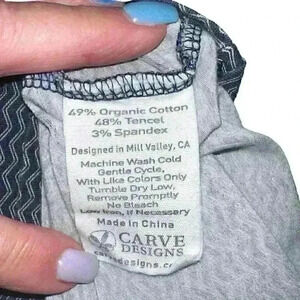 49% Organic Cotton
48% Tencel
3% Spandex
Designed in Mill Valley, CA
Machine Wash Cold
Gentle Cycle,
With Like Colors Only
Tumble Dry Low,
Remove Promptly
No Bleach
Low Iron, If Necessary
Made in China
CARVE
DESIGNS